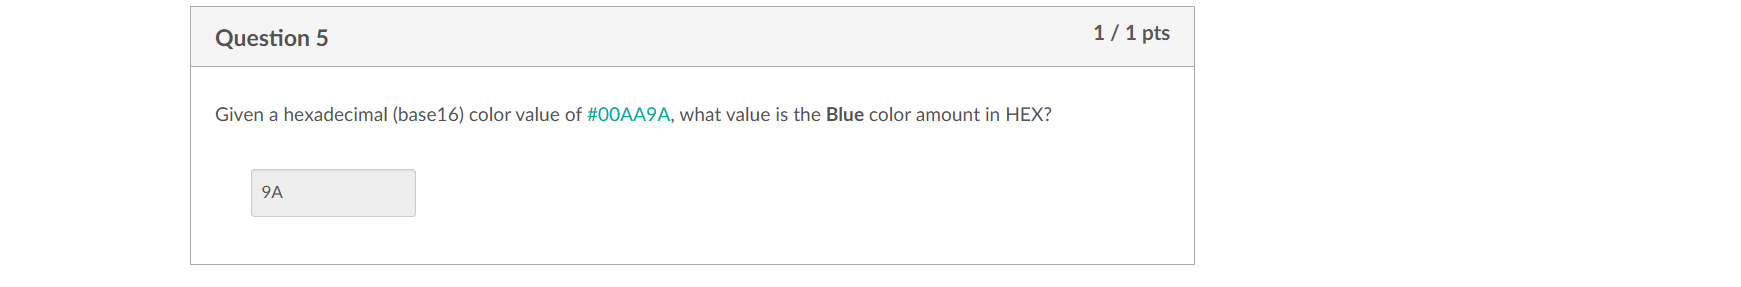 Question 5
1 / 1 pts
Given a hexadecimal (base16) color value of #00AA9A, what value is the Blue color amount in HEX?
9A